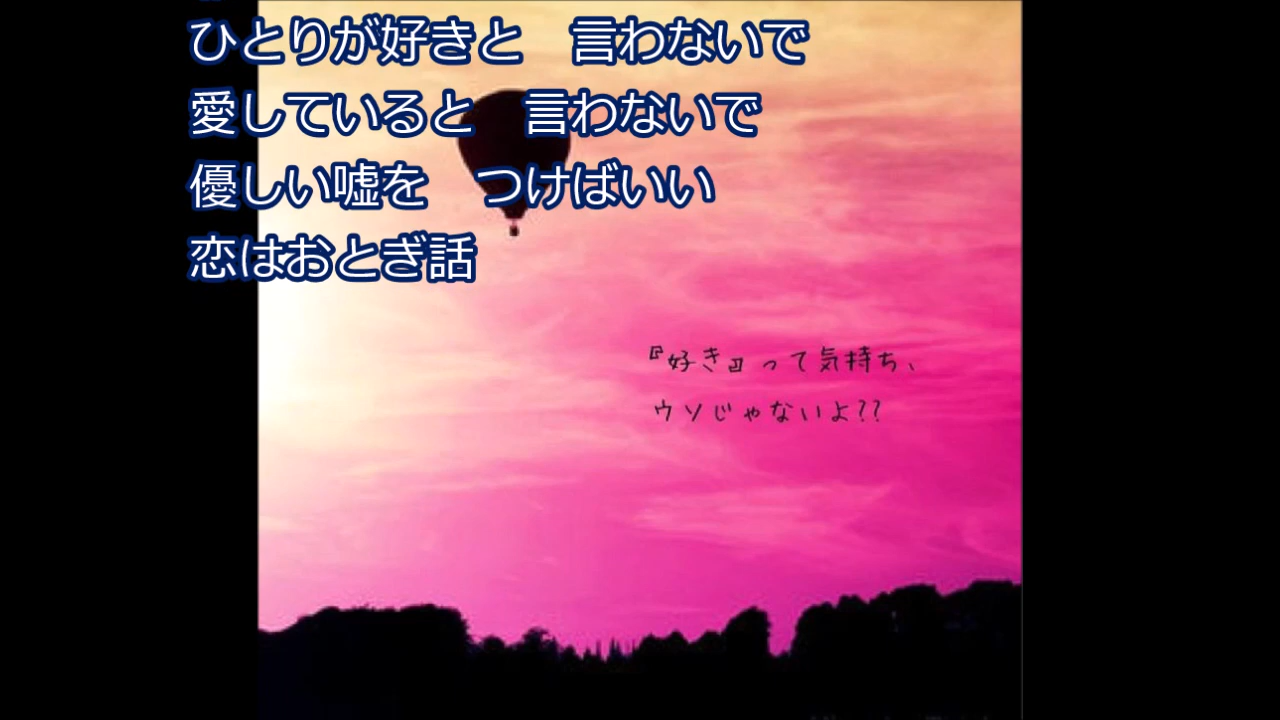 ひとりが好きと　言わないで
愛していると　言わないで
優しい嘘を　つけばいい
恋はおとぎ話
『好き』って気持ち、
ウソじゃないよ??